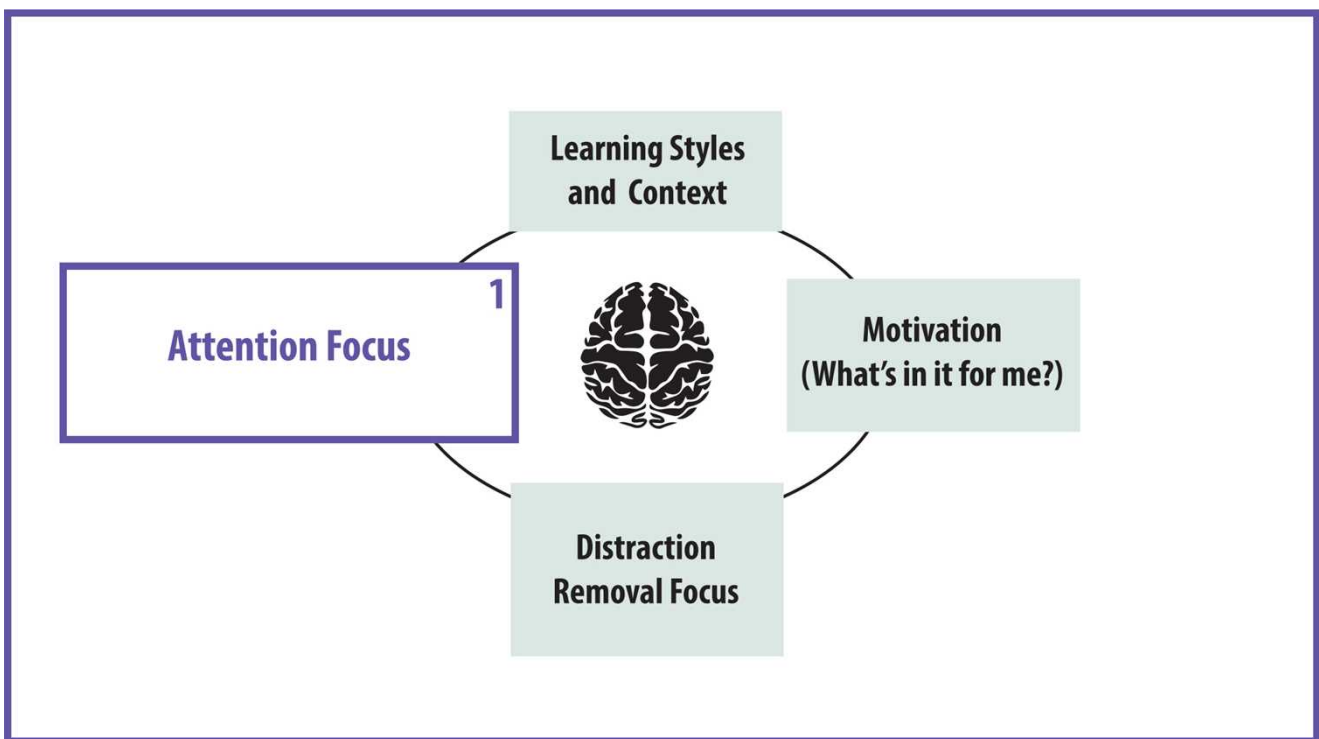 Learning Styles
and Context
1
Attention Focus
Motivation
(What's in it for me?)
Distraction
Removal Focus